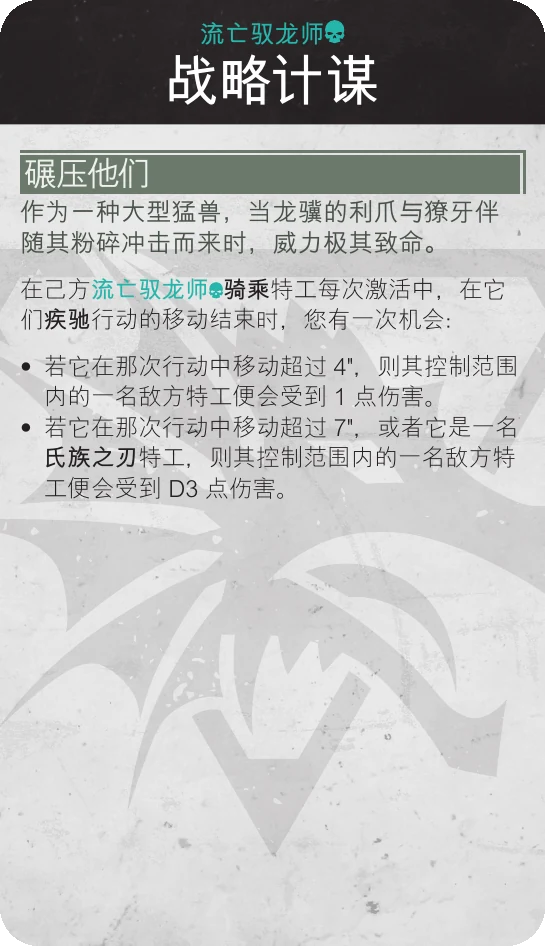 流亡驭龙师
战略计谋
碾压他们
作为一种大型猛兽，当龙骥的利爪与獠牙伴
随其粉碎冲击而来时，威力极其致命。
在己方流亡驭龙师骑乘特工每次激活中，在它
们疾驰行动的移动结束时，您有一次机会：
• 若它在那次行动中移动超过 4"，则其控制范围
内的一名敌方特工便会受到 1 点伤害。
• 若它在那次行动中移动超过 7"，或者它是一名
氏族之刃特工，则其控制范围内的一名敌方特
工便会受到 D3 点伤害。